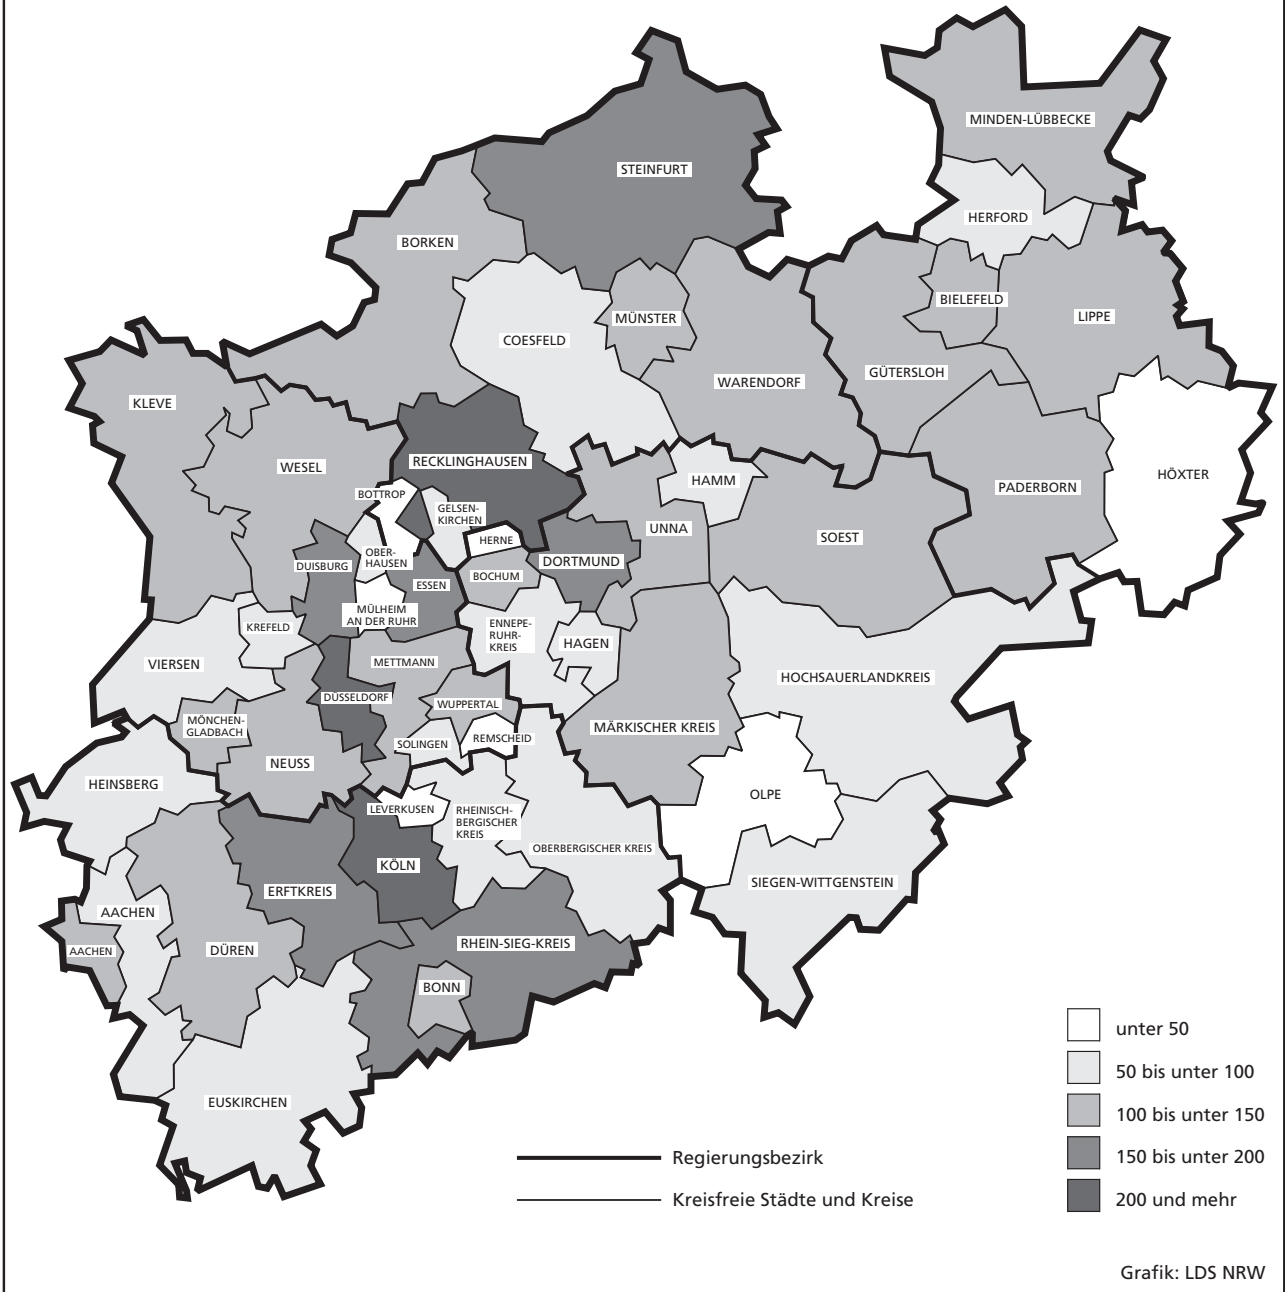 MINDEN-LÜBBECKE
STEINFURT
HERFORD
BORKEN
BIELEFELD
LIPPE
MÜNSTER
COESFELD
GÜTERSLOH
WARENDORF
KLEVE
RECKLINGHAUSEN
WESEL
HÖXTER
HAMM
PADERBORN
BOTTROP
GELSEN-
KIRCHEN
UNNA
SOEST
HERNE
OBER-
HAUSEN
DORTMUND
DUISBURG
BOCHUM
ESSEN
MÜLHEIM
AN DER RUHR
KREFELD
ENNEPE-
RUHR-
KREIS
HAGEN
VIERSEN
METTMANN
HOCHSAUERLANDKREIS
DÜSSELDORF
WUPPERTAL
MÖNCHEN-
GLADBACH
MÄRKISCHER KREIS
REMSCHEID
SOLINGEN
NEUSS
HEINSBERG
OLPE
LEVERKUSEN
RHEINISCH-
BERGISCHER
KREIS
OBERBERGISCHER KREIS
KÖLN
SIEGEN-WITTGENSTEIN
ERFTKREIS
AACHEN
RHEIN-SIEG-KREIS
AACHEN
DÜREN
BONN
EUSKIRCHEN
unter 50
50 bis unter 100
100 bis unter 150
150 bis unter 200
200 und mehr
Regierungsbezirk
Kreisfreie Städte und Kreise
Grafik: LDS NRW